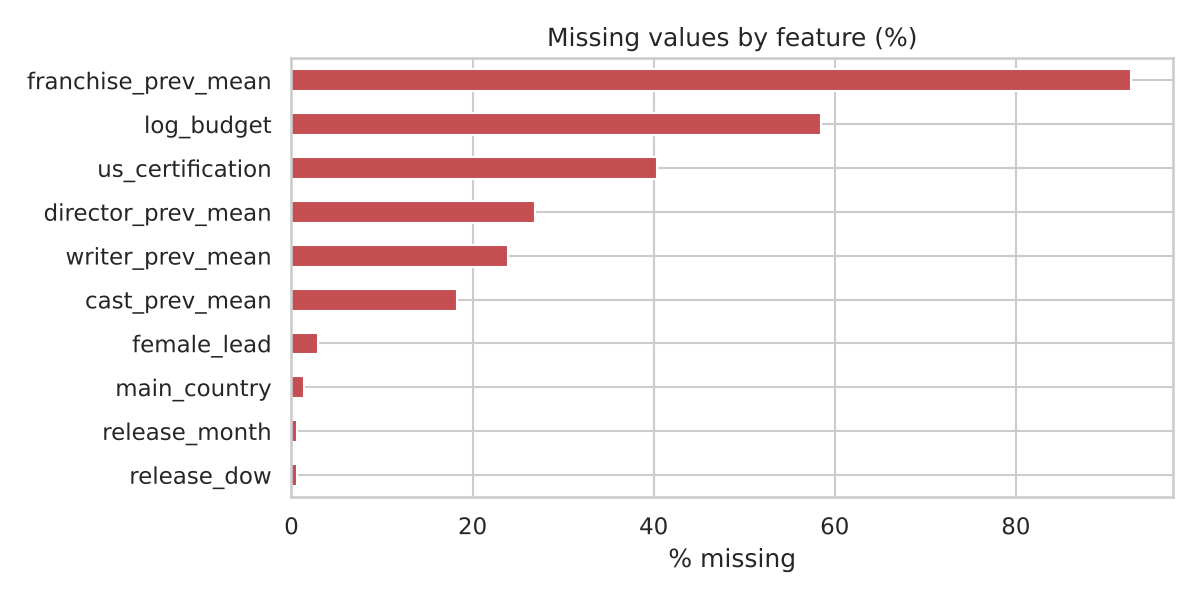 Missing values by feature (%)
franchise_prev_mean
log_budget
us_certification
director_prev_mean
writer_prev_mean
cast_prev_mean
female_lead
main_country
release_month
release_dow
0 20 40 60 80
% missing